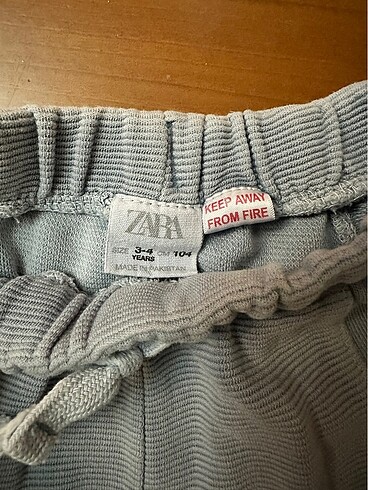 ZARA
SIZE 3-4 CM 104
YEARS
MADE IN PAKISTAN
KEEP AWAY
FROM FIRE